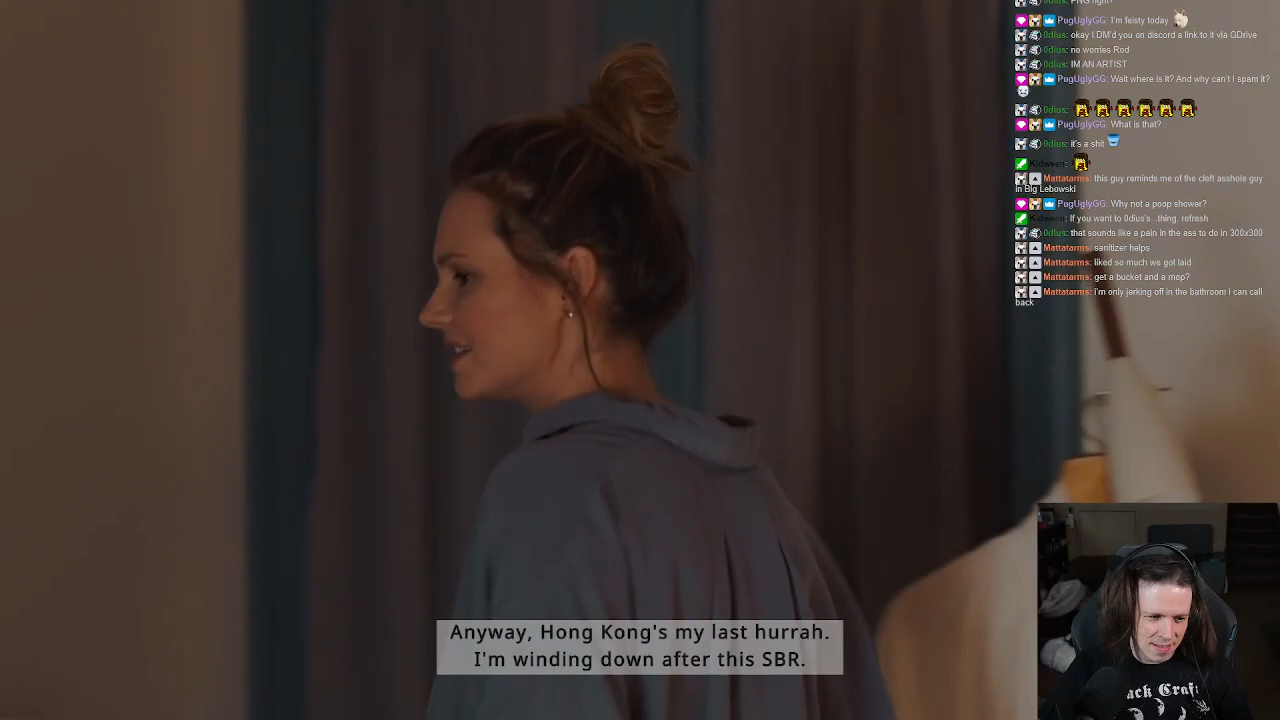 PugUglyGG: I'm feisty today
0dius: okay I DM'd you on discord a link to it via GDrive
0dius: no worries Rod
0dius: IM AN ARTIST
PugUglyGG: Wait where is it? And why can't I spam it?
0dius:
PugUglyGG: What is that?
0dius: it's a shit
Kidween:
Mattatarms: this guy reminds me of the cleft asshole guy
in Big Lebowski
PugUglyGG: Why not a poop shower?
Kidween: If you want to 0dius's...thing, refresh
0dius: that sounds like a pain in the ass to do in 300x300
Mattatarms: sanitizer helps
Mattatarms: liked so much we got laid
Mattatarms: get a bucket and a mop?
Mattatarms: i'm only jerking off in the bathroom i can call
back
Anyway, Hong Kong's my last hurrah.
I'm winding down after this SBR.